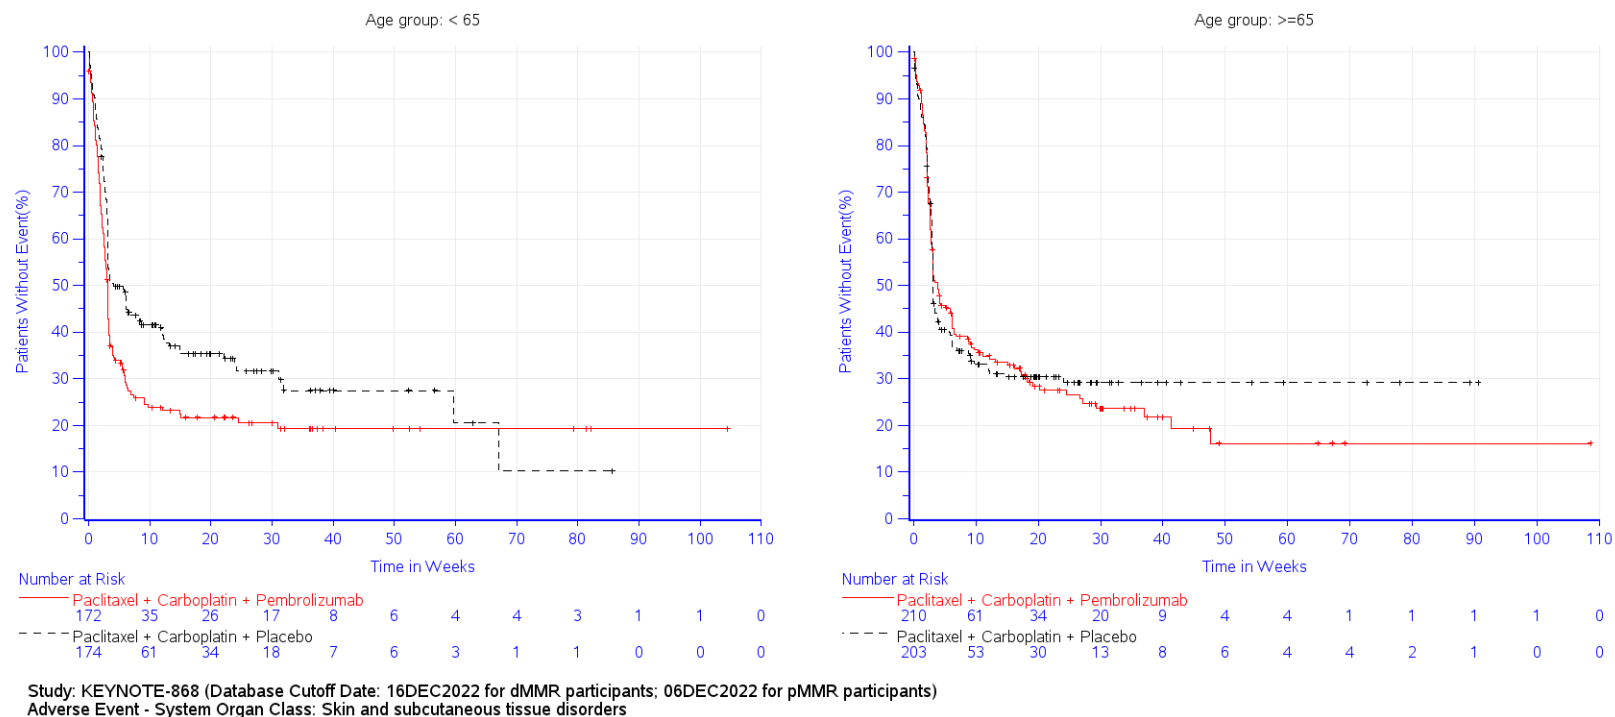 Age group: < 65
100
90
80
70
60
50
40
30
20
10
0
Patients Without Event(%)
0 10 20 30 40 50 60 70 80 90 100 110
Time in Weeks
Number at Risk
Paclitaxel + Carboplatin + Pembrolizumab
172 35 26 17 8 6 4 4 3 1 1 0
Paclitaxel + Carboplatin + Placebo
174 61 34 18 7 6 3 1 1 0 0 0
Age group: >=65
100
90
80
70
60
50
40
30
20
10
0
Patients Without Event(%)
0 10 20 30 40 50 60 70 80 90 100 110
Time in Weeks
Number at Risk
Paclitaxel + Carboplatin + Pembrolizumab
210 61 34 20 9 4 4 1 1 1 1 0
Paclitaxel + Carboplatin + Placebo
203 53 30 13 8 6 4 4 2 1 0 0
Study: KEYNOTE-868 (Database Cutoff Date: 16DEC2022 for dMMR participants; 06DEC2022 for pMMR participants)
Adverse Event - System Organ Class: Skin and subcutaneous tissue disorders